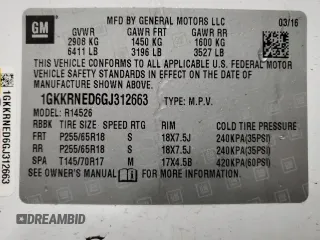 GM
MFD BY GENERAL MOTORS LLC 03/16
GVWR GAWR FRT GAWR RR
2908 KG 1450 KG 1600 KG
6411 LB 3196 LB 3527 LB
THIS VEHICLE CONFORMS TO ALL APPLICABLE U.S. FEDERAL MOTOR
VEHICLE SAFETY STANDARDS IN EFFECT ON THE DATE OF
MANUFACTURE SHOWN ABOVE.
1GKKRNED6GJ312663 TYPE: M.P.V.
MODEL: R14526
RBBK TIRE SIZE SPEED RTG RIM COLD TIRE PRESSURE
FRT P255/65R18 S 18X7.5J 240KPA(35PSI)
RR P255/65R18 S 18X7.5J 240KPA(35PSI)
SPA T145/70R17 M 17X4.5B 420KPA(60PSI)
SEE OWNER'S MANUAL FOR ADDITIONAL INFORMATION.
1GKKRNED6GJ312663
DREAMBID